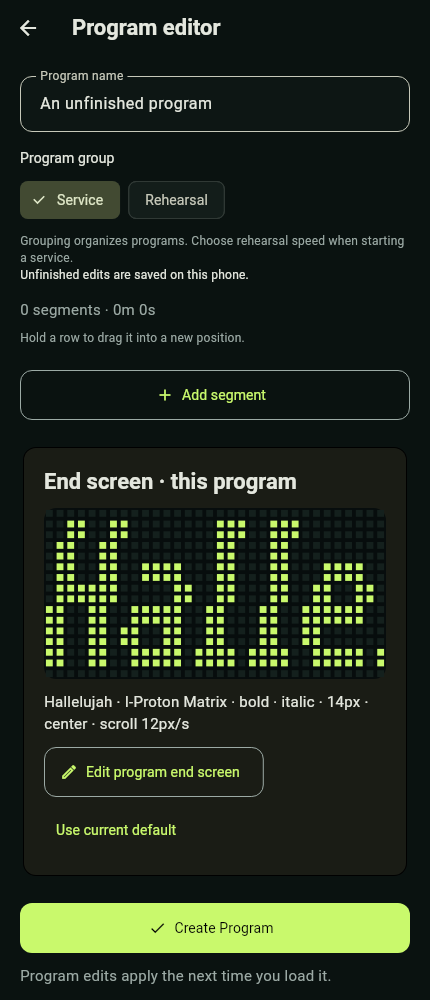 Program editor
Program name
An unfinished program
Program group
Service
Rehearsal
Grouping organizes programs. Choose rehearsal speed when starting
a service.
Unfinished edits are saved on this phone.
0 segments · 0m 0s
Hold a row to drag it into a new position.
Add segment
End screen · this program
Halle
Hallelujah · I-Proton Matrix · bold · italic · 14px ·
center · scroll 12px/s
Edit program end screen
Use current default
Create Program
Program edits apply the next time you load it.